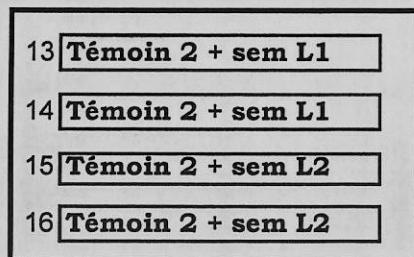 13 Témoin 2 + sem L1
14 Témoin 2 + sem L1
15 Témoin 2 + sem L2
16 Témoin 2 + sem L2